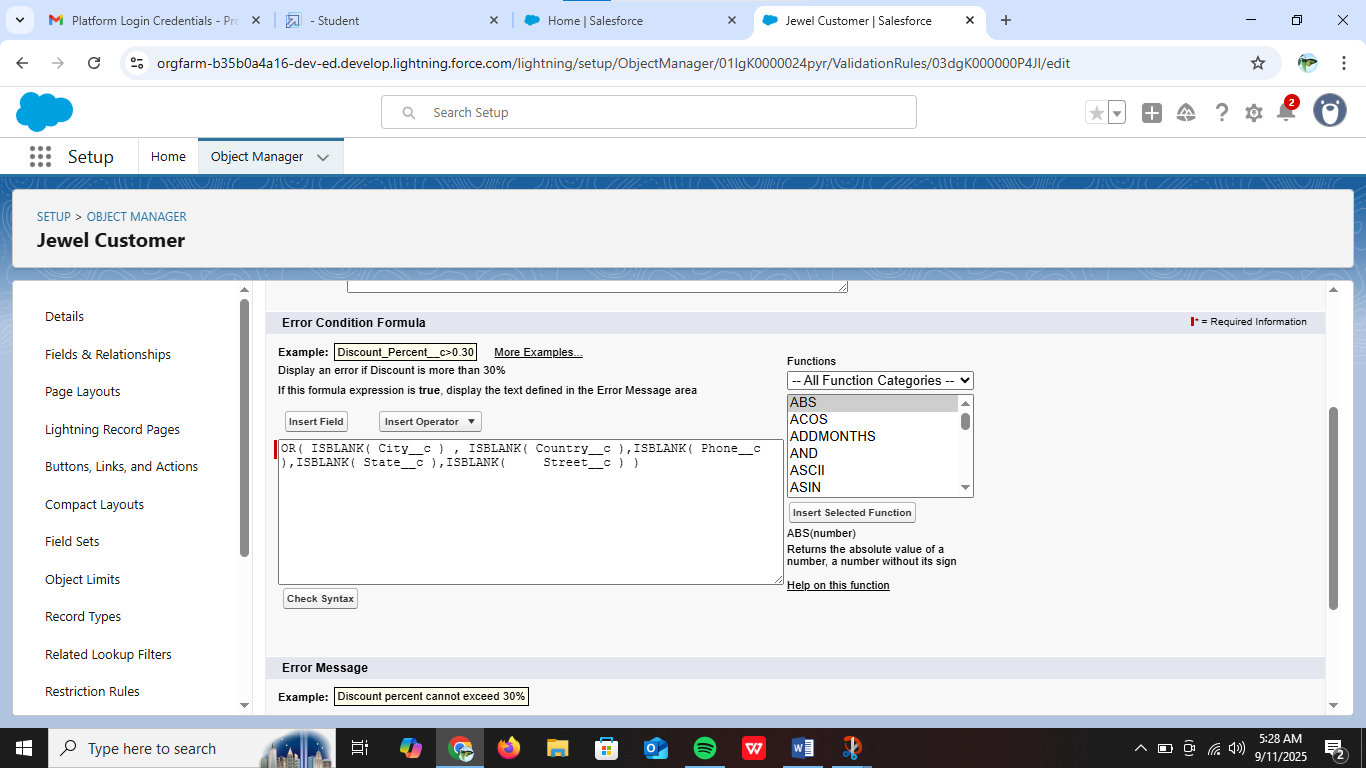 Platform Login Credentials - Pro
- Student
Home | Salesforce
Jewel Customer | Salesforce
orgfarm-b35b0a4a16-dev-ed.develop.lightning.force.com/lightning/setup/ObjectManager/01IgK0000024pyr/ValidationRules/03dgK000000P4JI/edit
Search Setup
2
Setup
Home
Object Manager
SETUP > OBJECT MANAGER
Jewel Customer
Details
Fields & Relationships
Page Layouts
Lightning Record Pages
Buttons, Links, and Actions
Compact Layouts
Field Sets
Object Limits
Record Types
Related Lookup Filters
Restriction Rules
Error Condition Formula
* = Required Information
Example: Discount_Percent__c>0.30 More Examples...
Display an error if Discount is more than 30%
If this formula expression is true, display the text defined in the Error Message area
Insert Field
Insert Operator
OR( ISBLANK( City__c ) , ISBLANK( Country__c ),ISBLANK( Phone__c
),ISBLANK( State__c ),ISBLANK(     Street__c ) )
Check Syntax
Functions
-- All Function Categories --
ABS
ACOS
ADDMONTHS
AND
ASCII
ASIN
Insert Selected Function
ABS(number)
Returns the absolute value of a
number, a number without its sign
Help on this function
Error Message
Example: Discount percent cannot exceed 30%
Type here to search
5:28 AM
9/11/2025
2